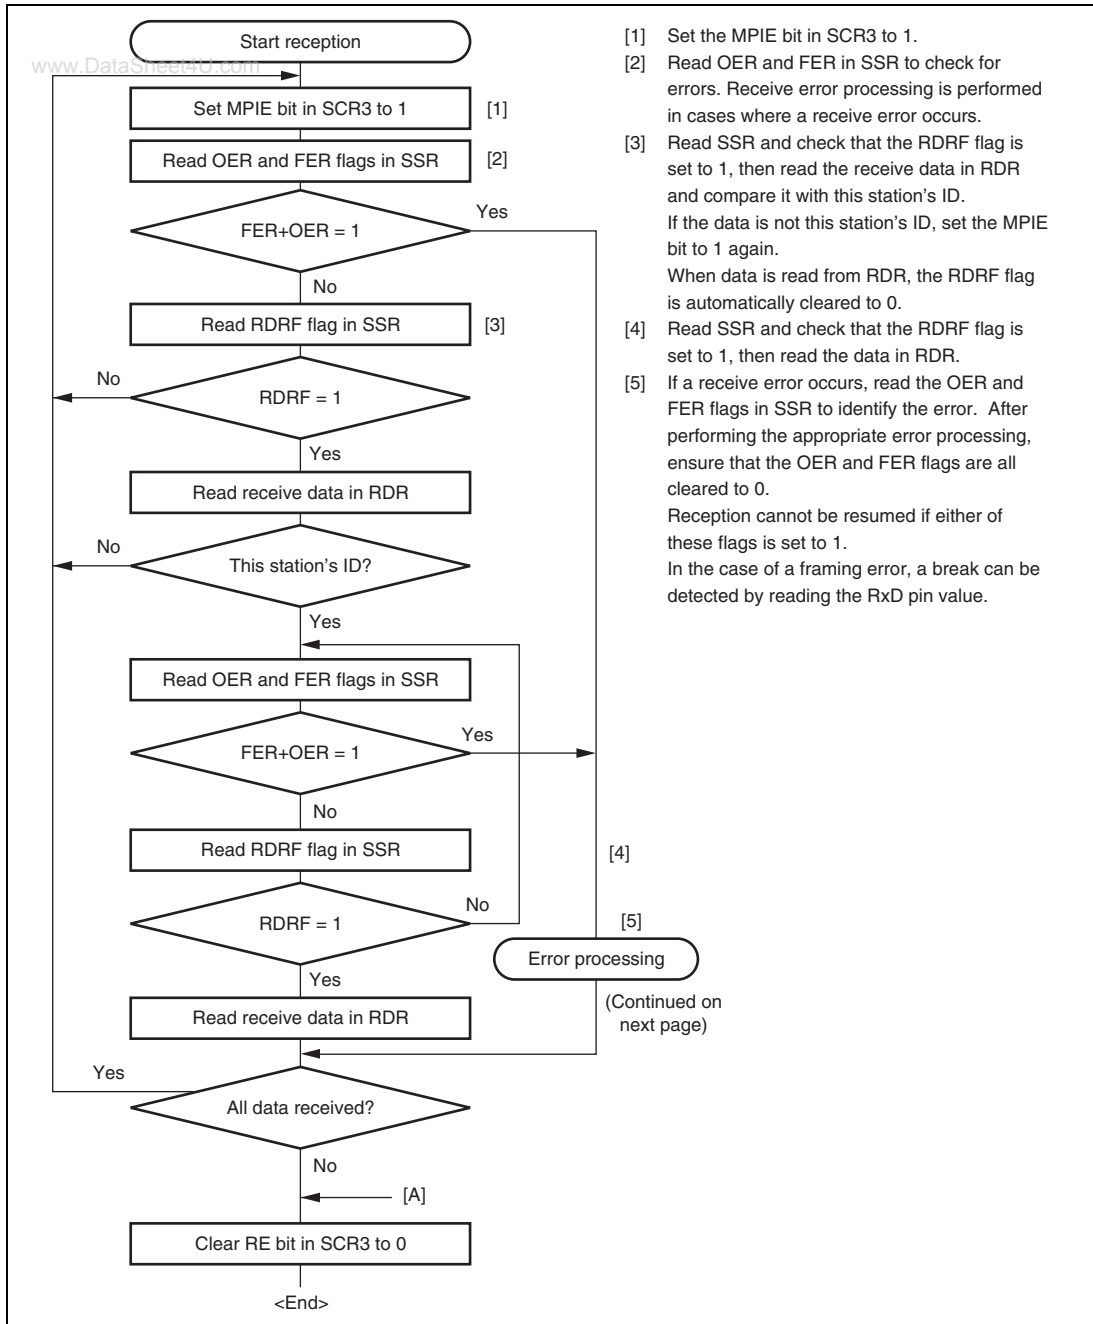 Start reception
www.DataSheet4U.com
Set MPIE bit in SCR3 to 1
[1]
Read OER and FER flags in SSR
[2]
FER+OER = 1
Yes
No
Read RDRF flag in SSR
[3]
No
RDRF = 1
Yes
Read receive data in RDR
No
This station's ID?
Yes
Read OER and FER flags in SSR
Yes
FER+OER = 1
No
Read RDRF flag in SSR
[4]
No
RDRF = 1
[5]
Error processing
Yes
(Continued on
next page)
Read receive data in RDR
Yes
All data received?
No
[A]
Clear RE bit in SCR3 to 0
<End>
[1] Set the MPIE bit in SCR3 to 1.
[2] Read OER and FER in SSR to check for
errors. Receive error processing is performed
in cases where a receive error occurs.
[3] Read SSR and check that the RDRF flag is
set to 1, then read the receive data in RDR
and compare it with this station's ID.
If the data is not this station's ID, set the MPIE
bit to 1 again.
When data is read from RDR, the RDRF flag
is automatically cleared to 0.
[4] Read SSR and check that the RDRF flag is
set to 1, then read the data in RDR.
[5] If a receive error occurs, read the OER and
FER flags in SSR to identify the error. After
performing the appropriate error processing,
ensure that the OER and FER flags are all
cleared to 0.
Reception cannot be resumed if either of
these flags is set to 1.
In the case of a framing error, a break can be
detected by reading the RxD pin value.